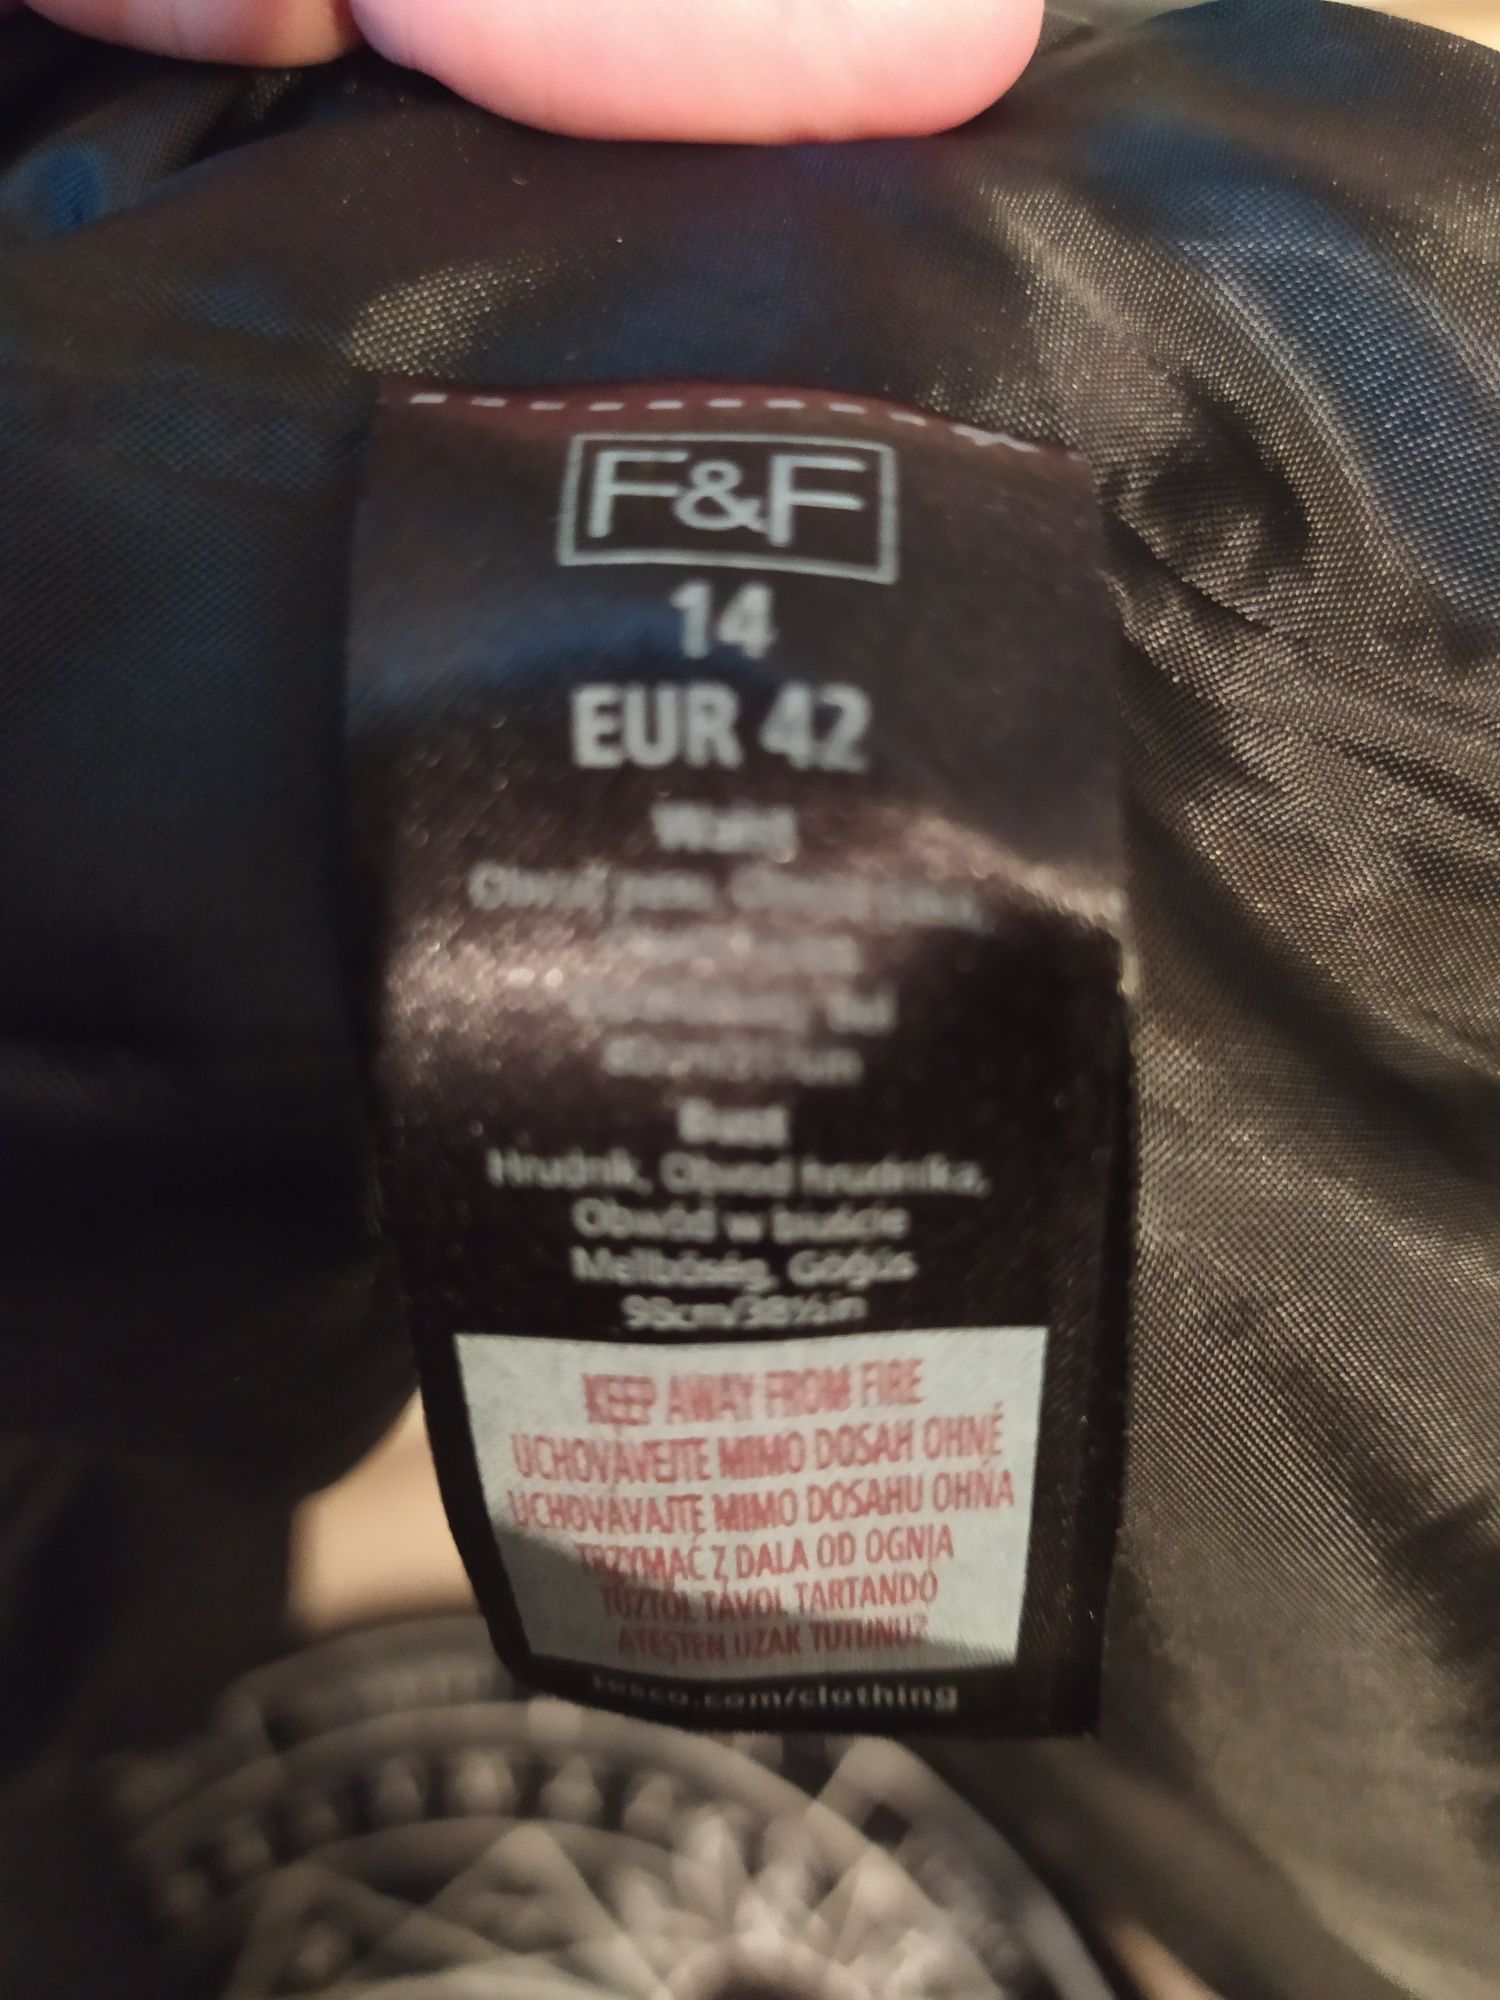 F&F
14
EUR 42
Waist
Bust
Hrudník, Obvod hrudníka,
Obwód w biuście
Mellbőség, Göğüs
98cm/38½in
KEEP AWAY FROM FIRE
UCHOVÁVEJTE MIMO DOSAH OHNĚ
UCHOVÁVAJTE MIMO DOSAHU OHŇA
TRZYMAĆ Z DALA OD OGNIA
TŰZTŐL TÁVOL TARTANDÓ
ATEŞTEN UZAK TUTUNUZ
tesco.com/clothing